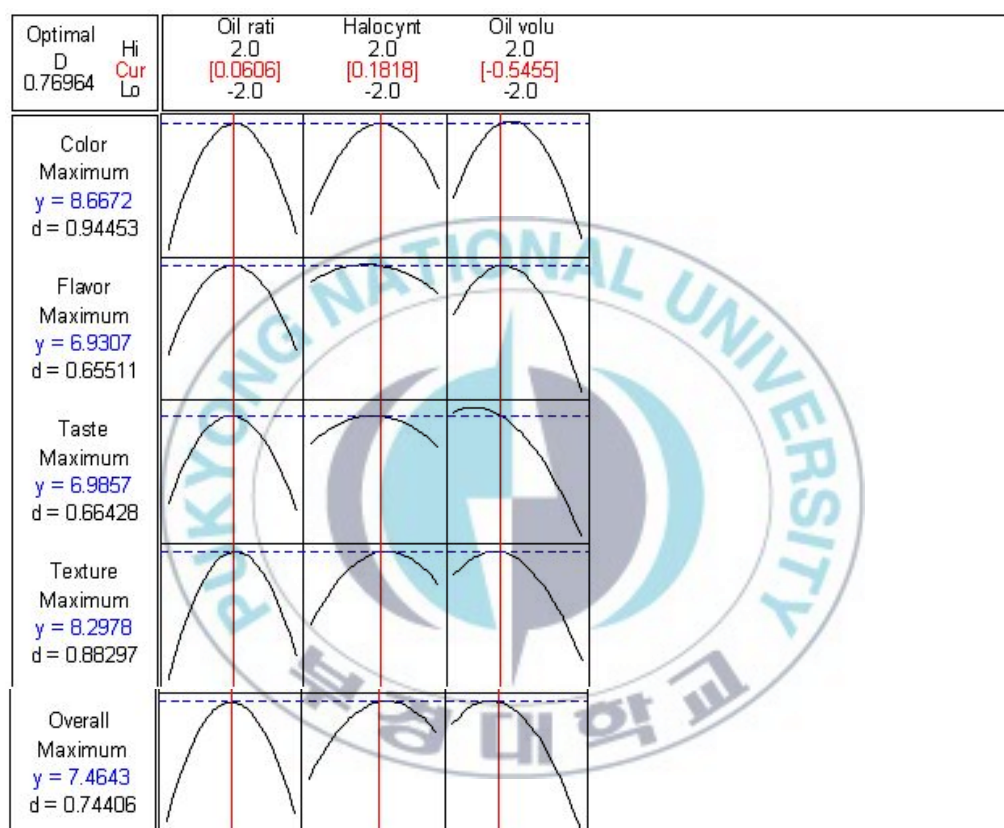 Optimal
D
0.76964
Hi
Cur
Lo
Oil rati
2.0
[0.0606]
-2.0
Halocynt
2.0
[0.1818]
-2.0
Oil volu
2.0
[-0.5455]
-2.0
Color
Maximum
y = 8.6672
d = 0.94453
Flavor
Maximum
y = 6.9307
d = 0.65511
Taste
Maximum
y = 6.9857
d = 0.66428
Texture
Maximum
y = 8.2978
d = 0.88297
Overall
Maximum
y = 7.4643
d = 0.74406
PUKYONG NATIONAL UNIVERSITY
부경대학교